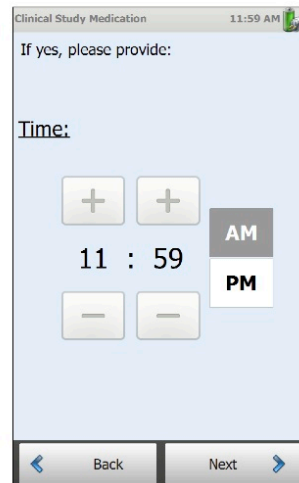 Clinical Study Medication 11:59 AM
If yes, please provide:
Time:
+ +
11 : 59
AM
PM
− −
Back Next